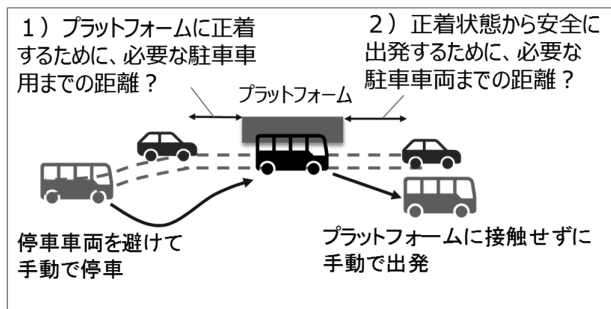 1）プラットフォームに正着
するために、必要な駐車車
用までの距離？
2）正着状態から安全に
出発するために、必要な
駐車車両までの距離？
プラットフォーム
停車車両を避けて
手動で停車
プラットフォームに接触せずに
手動で出発